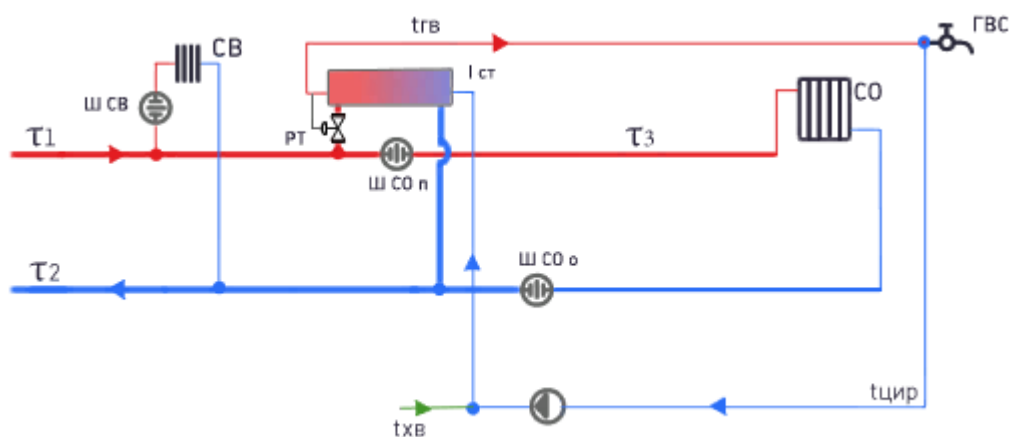 tгв
ГВС
СВ
I ст
Ш СВ
СО
τ1
РТ
τ3
Ш СО п
τ2
Ш СО о
tцир
tхв